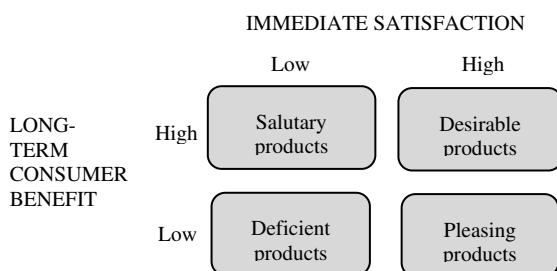 IMMEDIATE SATISFACTION
Low High
LONG-
TERM
CONSUMER
BENEFIT
High
Salutary
products
Desirable
products
Low
Deficient
products
Pleasing
products